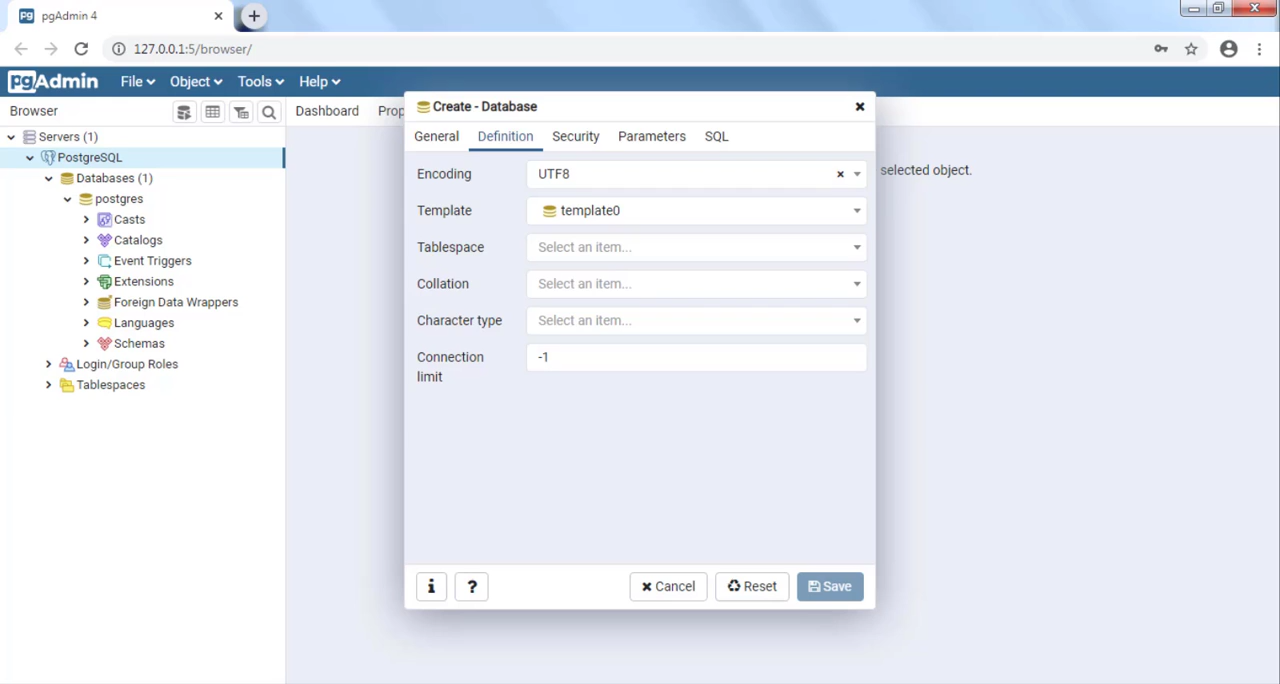 pgAdmin 4
127.0.0.1:5/browser/
pgAdmin File Object Tools Help
Browser Dashboard Prop
Create - Database
General Definition Security Parameters SQL
Servers (1)
PostgreSQL
Databases (1)
postgres
Casts
Catalogs
Event Triggers
Extensions
Foreign Data Wrappers
Languages
Schemas
Login/Group Roles
Tablespaces
Encoding UTF8
Template template0
Tablespace Select an item...
Collation Select an item...
Character type Select an item...
Connection limit -1
selected object.
i ? Cancel Reset Save